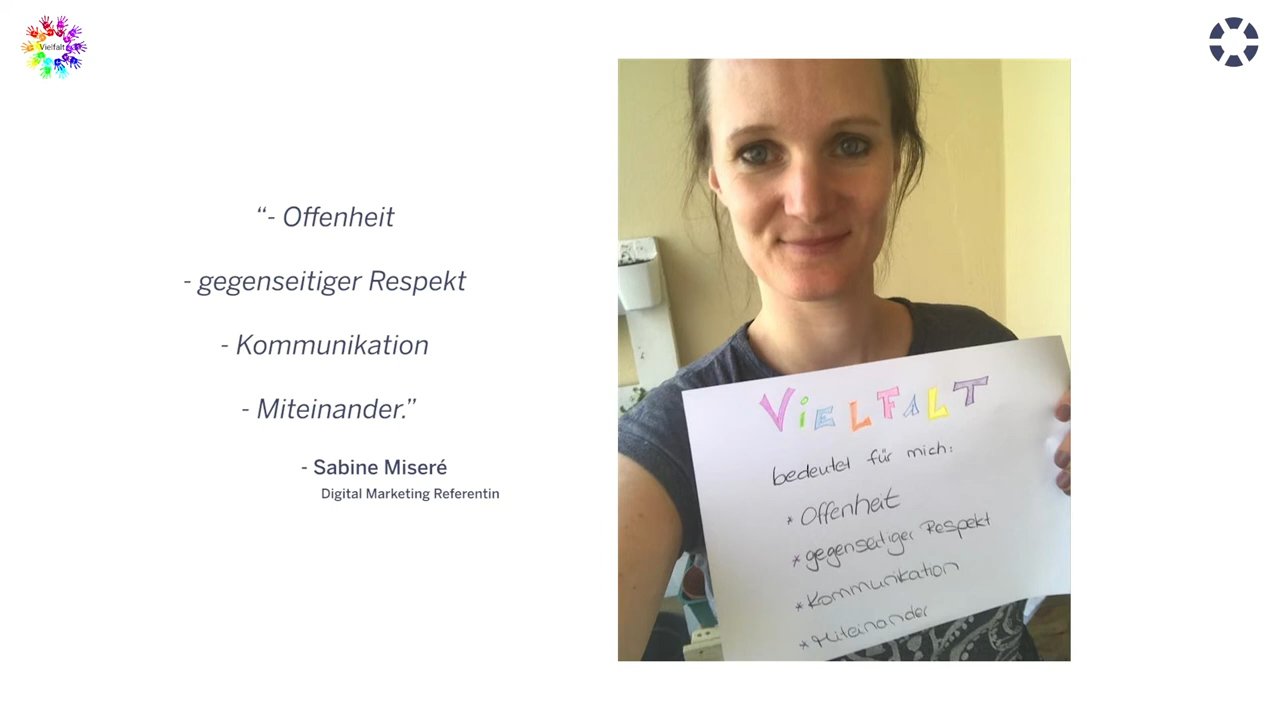 Vielfalt
“- Offenheit
- gegenseitiger Respekt
- Kommunikation
- Miteinander.”
- Sabine Miseré
Digital Marketing Referentin
VIELFALT
bedeutet für mich:
* Offenheit
* gegenseitiger Respekt
* Kommunikation
* Miteinander